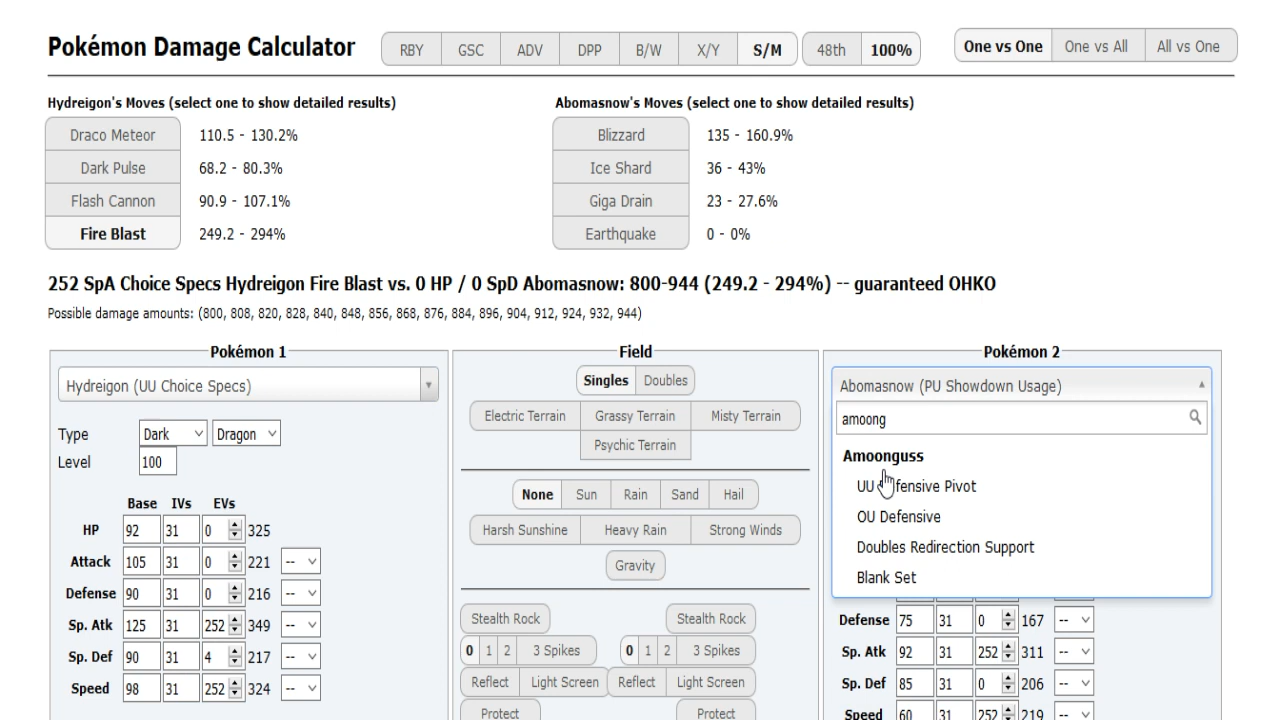 Pokémon Damage Calculator
RBY GSC ADV DPP B/W X/Y S/M 48th 100% One vs One One vs All All vs One
Hydreigon's Moves (select one to show detailed results)
Draco Meteor 110.5 - 130.2%
Dark Pulse 68.2 - 80.3%
Flash Cannon 90.9 - 107.1%
Fire Blast 249.2 - 294%
Abomasnow's Moves (select one to show detailed results)
Blizzard 135 - 160.9%
Ice Shard 36 - 43%
Giga Drain 23 - 27.6%
Earthquake 0 - 0%
252 SpA Choice Specs Hydreigon Fire Blast vs. 0 HP / 0 SpD Abomasnow: 800-944 (249.2 - 294%) -- guaranteed OHKO
Possible damage amounts: (800, 808, 820, 828, 840, 848, 856, 868, 876, 884, 896, 904, 912, 924, 932, 944)
Pokémon 1
Hydreigon (UU Choice Specs)
Type Dark Dragon
Level 100
Base IVs EVs
HP 92 31 0 325
Attack 105 31 0 221 --
Defense 90 31 0 216 --
Sp. Atk 125 31 252 349 --
Sp. Def 90 31 4 217 --
Speed 98 31 252 324 --
Field
Singles Doubles
Electric Terrain Grassy Terrain Misty Terrain
Psychic Terrain
None Sun Rain Sand Hail
Harsh Sunshine Heavy Rain Strong Winds
Gravity
Stealth Rock Stealth Rock
0 1 2 3 Spikes 0 1 2 3 Spikes
Reflect Light Screen Reflect Light Screen
Protect Protect
Pokémon 2
Abomasnow (PU Showdown Usage)
amoong
Amoonguss
UU fensive Pivot
OU Defensive
Doubles Redirection Support
Blank Set
Defense 75 31 0 167 --
Sp. Atk 92 31 252 311 --
Sp. Def 85 31 0 206 --
Speed 60 31 252 219 --